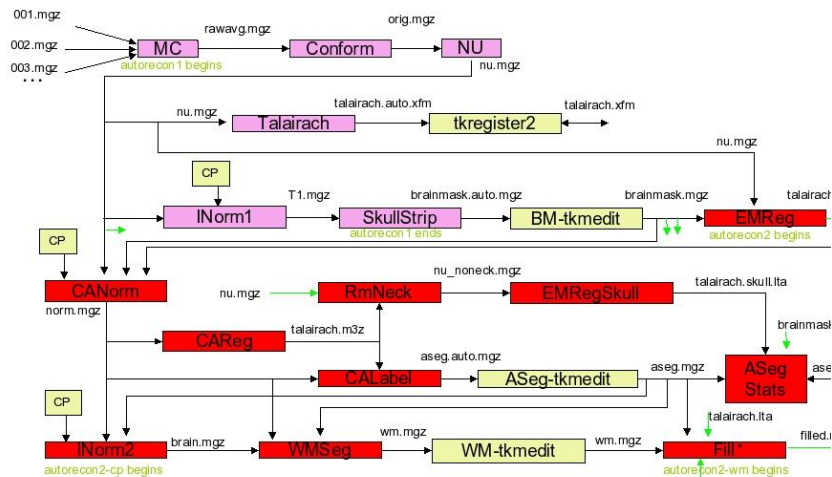 001.mgz
002.mgz
003.mgz
...
rawavg.mgz
orig.mgz
MC
Conform
NU
autorecon1 begins
nu.mgz
nu.mgz
talairach.auto.xfm
talairach.xfm
Talairach
tkregister2
nu.mgz
CP
T1.mgz
brainmask.auto.mgz
brainmask.mgz
talairach
INorm1
SkullStrip
BM-tkmedit
EMReg
autorecon1 ends
autorecon2 begins
CP
nu_noneck.mgz
talairach.skull.lta
CANorm
nu.mgz
RmNeck
EMRegSkull
norm.mgz
talairach.m3z
brainmask
CAReg
aseg.auto.mgz
aseg.mgz
ASeg
Stats
ase
CALabel
ASeg-tkmedit
CP
talairach.lta
brain.mgz
wm.mgz
wm.mgz
filled.
INorm2
WMSeg
WM-tkmedit
Fill *
autorecon2-cp begins
autorecon2-wm begins